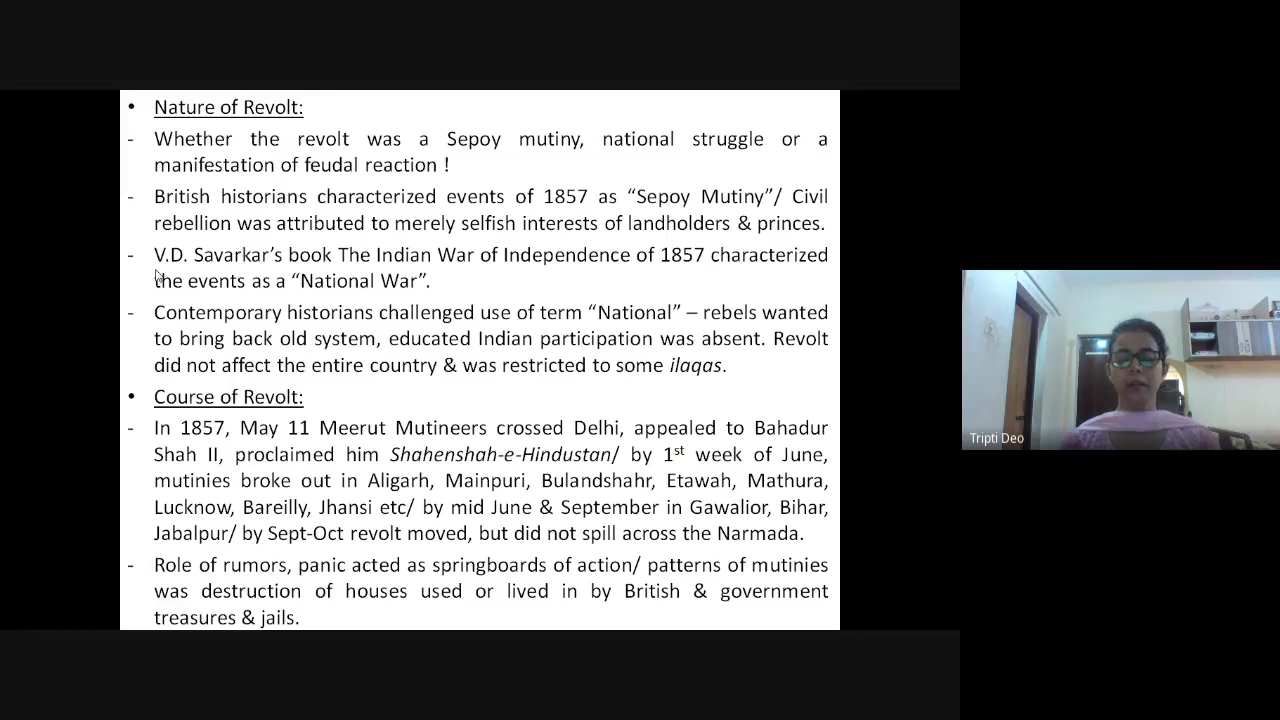 • Nature of Revolt:
- Whether the revolt was a Sepoy mutiny, national struggle or a
manifestation of feudal reaction !
- British historians characterized events of 1857 as “Sepoy Mutiny”/ Civil
rebellion was attributed to merely selfish interests of landholders & princes.
- V.D. Savarkar’s book The Indian War of Independence of 1857 characterized
the events as a “National War”.
- Contemporary historians challenged use of term “National” – rebels wanted
to bring back old system, educated Indian participation was absent. Revolt
did not affect the entire country & was restricted to some ilaqas.
• Course of Revolt:
- In 1857, May 11 Meerut Mutineers crossed Delhi, appealed to Bahadur
Shah II, proclaimed him Shahenshah-e-Hindustan/ by 1st week of June,
mutinies broke out in Aligarh, Mainpuri, Bulandshahr, Etawah, Mathura,
Lucknow, Bareilly, Jhansi etc/ by mid June & September in Gawalior, Bihar,
Jabalpur/ by Sept-Oct revolt moved, but did not spill across the Narmada.
- Role of rumors, panic acted as springboards of action/ patterns of mutinies
was destruction of houses used or lived in by British & government
treasures & jails.
Tripti Deo